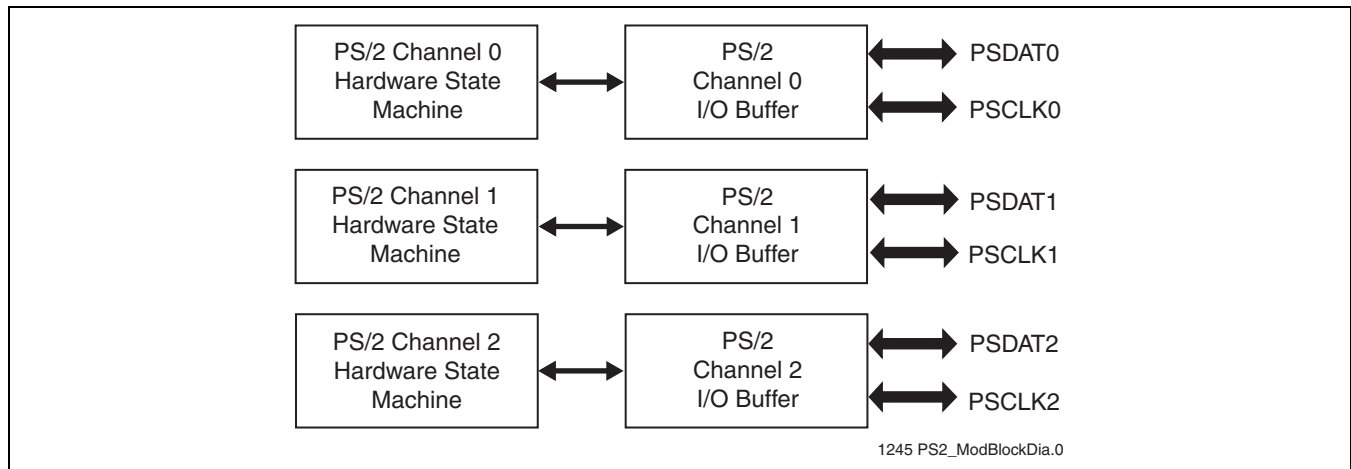 PS/2 Channel 0
Hardware State
Machine
PS/2
Channel 0
I/O Buffer
PSDAT0
PSCLK0
PS/2 Channel 1
Hardware State
Machine
PS/2
Channel 1
I/O Buffer
PSDAT1
PSCLK1
PS/2 Channel 2
Hardware State
Machine
PS/2
Channel 2
I/O Buffer
PSDAT2
PSCLK2
1245 PS2_ModBlockDia.0